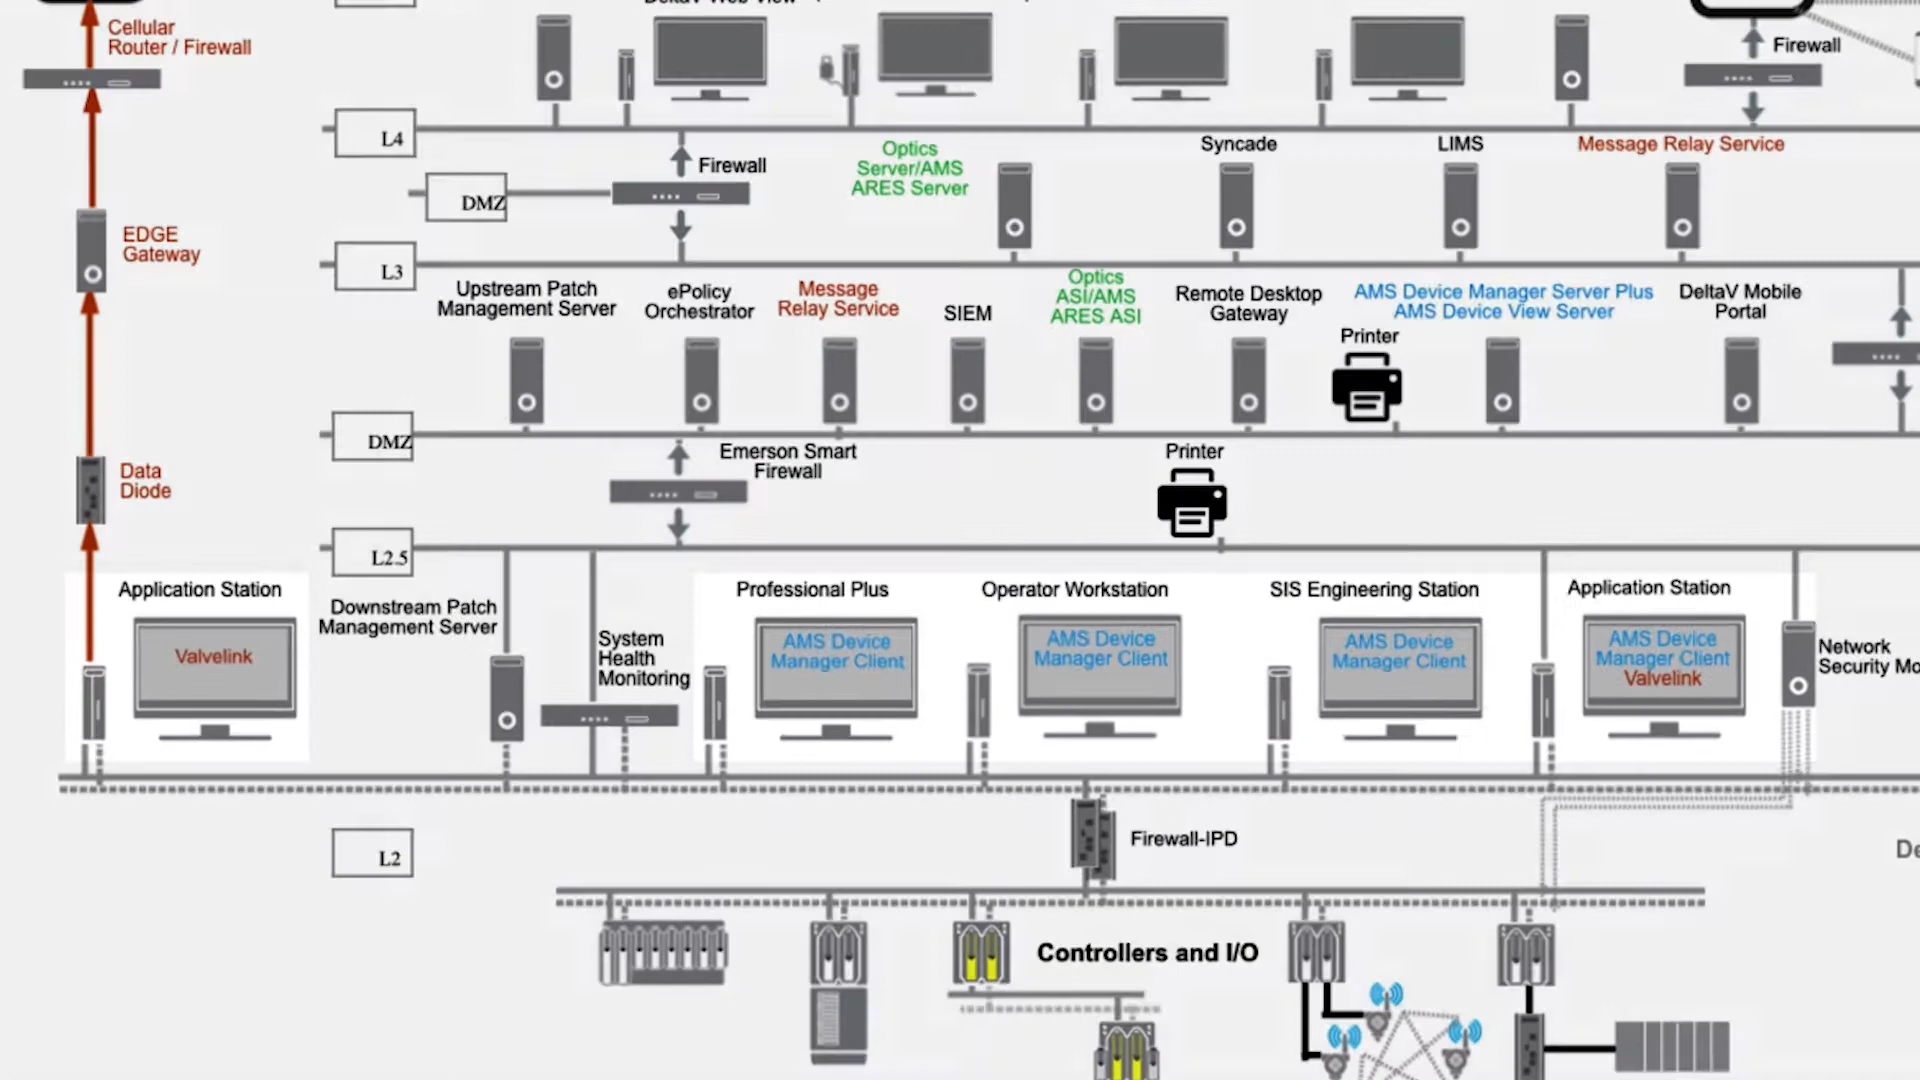 Cellular
Router / Firewall
Firewall
L4
Firewall
DMZ
Optics
Server/AMS
ARES Server
Syncade
LIMS
Message Relay Service
EDGE
Gateway
L3
Upstream Patch
Management Server
ePolicy
Orchestrator
Message
Relay Service
SIEM
Optics
ASI/AMS
ARES ASI
Remote Desktop
Gateway
AMS Device Manager Server Plus
AMS Device View Server
DeltaV Mobile
Portal
Printer
DMZ
Emerson Smart
Firewall
Printer
Data
Diode
L2.5
Application Station
Valvelink
Downstream Patch
Management Server
System
Health
Monitoring
Professional Plus
AMS Device
Manager Client
Operator Workstation
AMS Device
Manager Client
SIS Engineering Station
AMS Device
Manager Client
Application Station
AMS Device
Manager Client
Valvelink
Network
Security Mo
Firewall-IPD
L2
De
Controllers and I/O